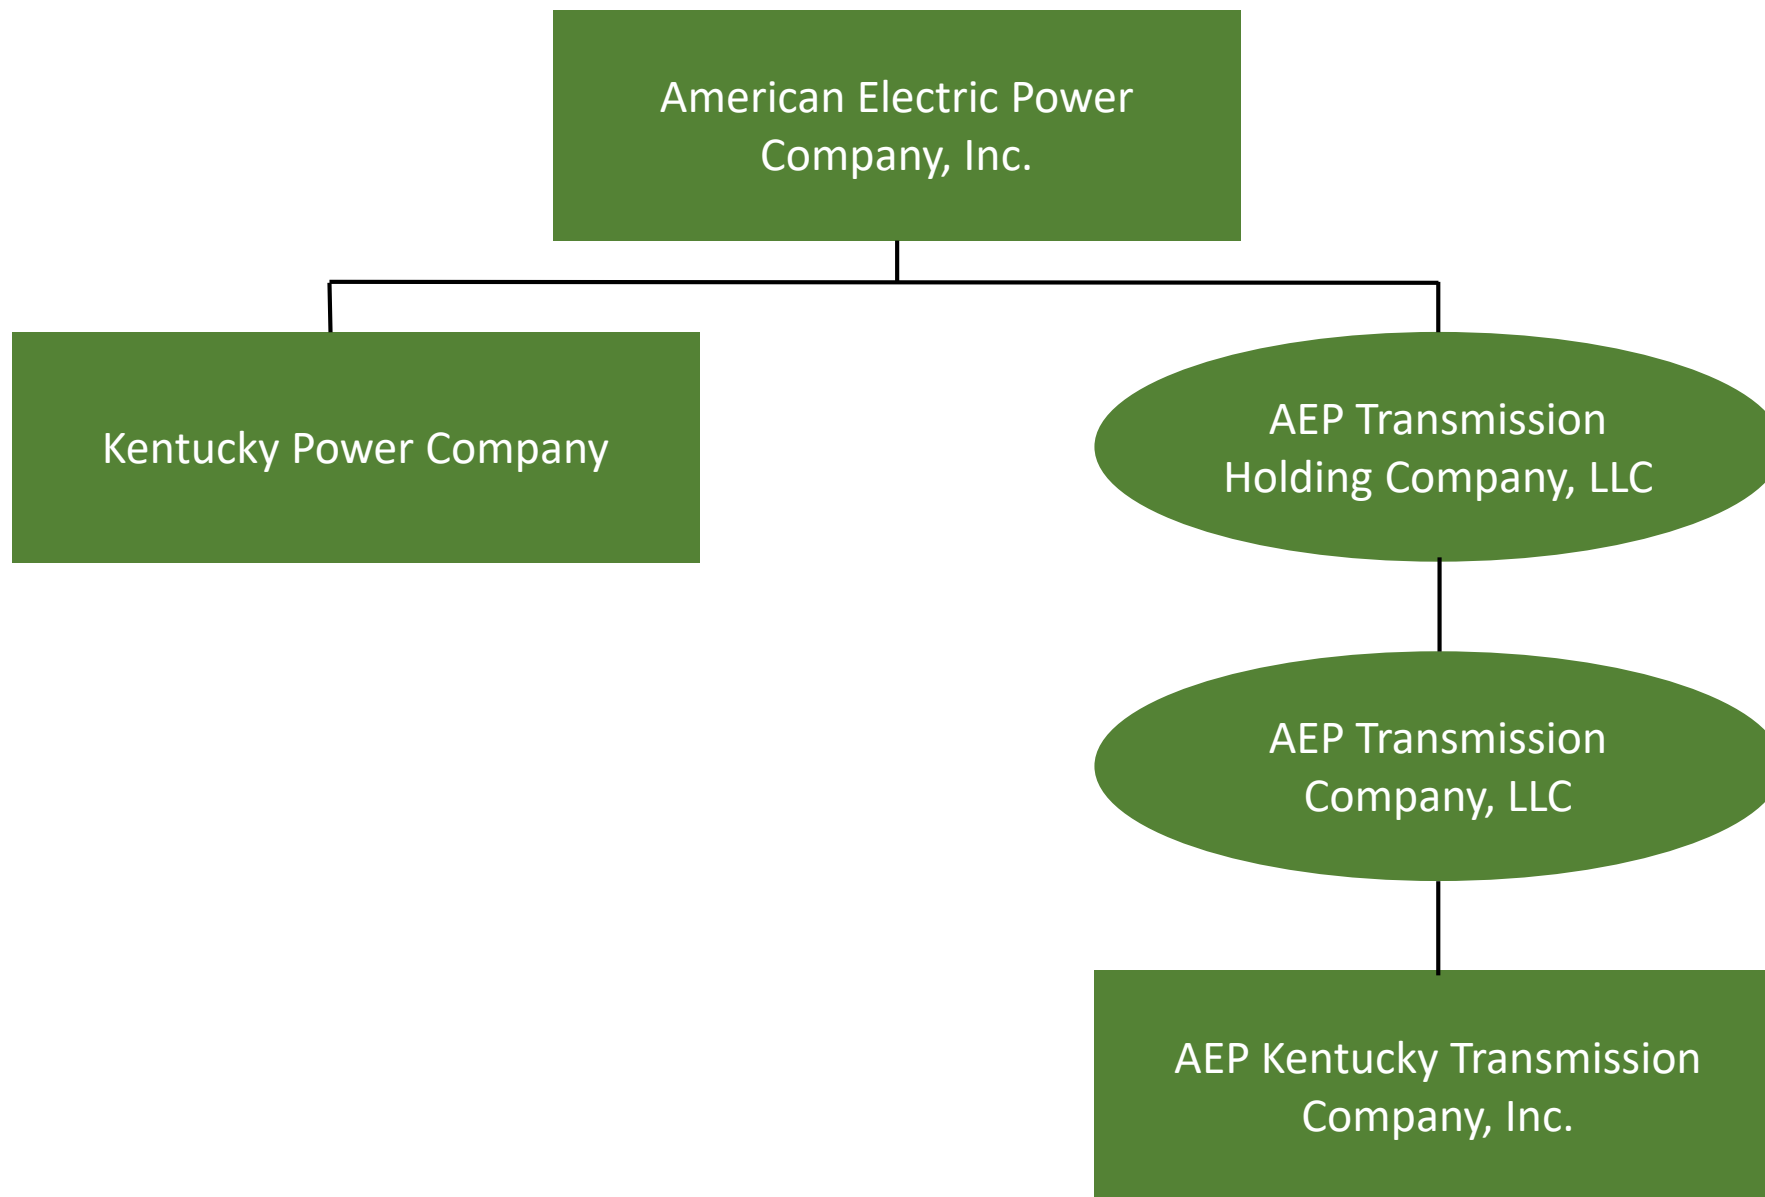 American Electric Power
Company, Inc.
Kentucky Power Company
AEP Transmission
Holding Company, LLC
AEP Transmission
Company, LLC
AEP Kentucky Transmission
Company, Inc.